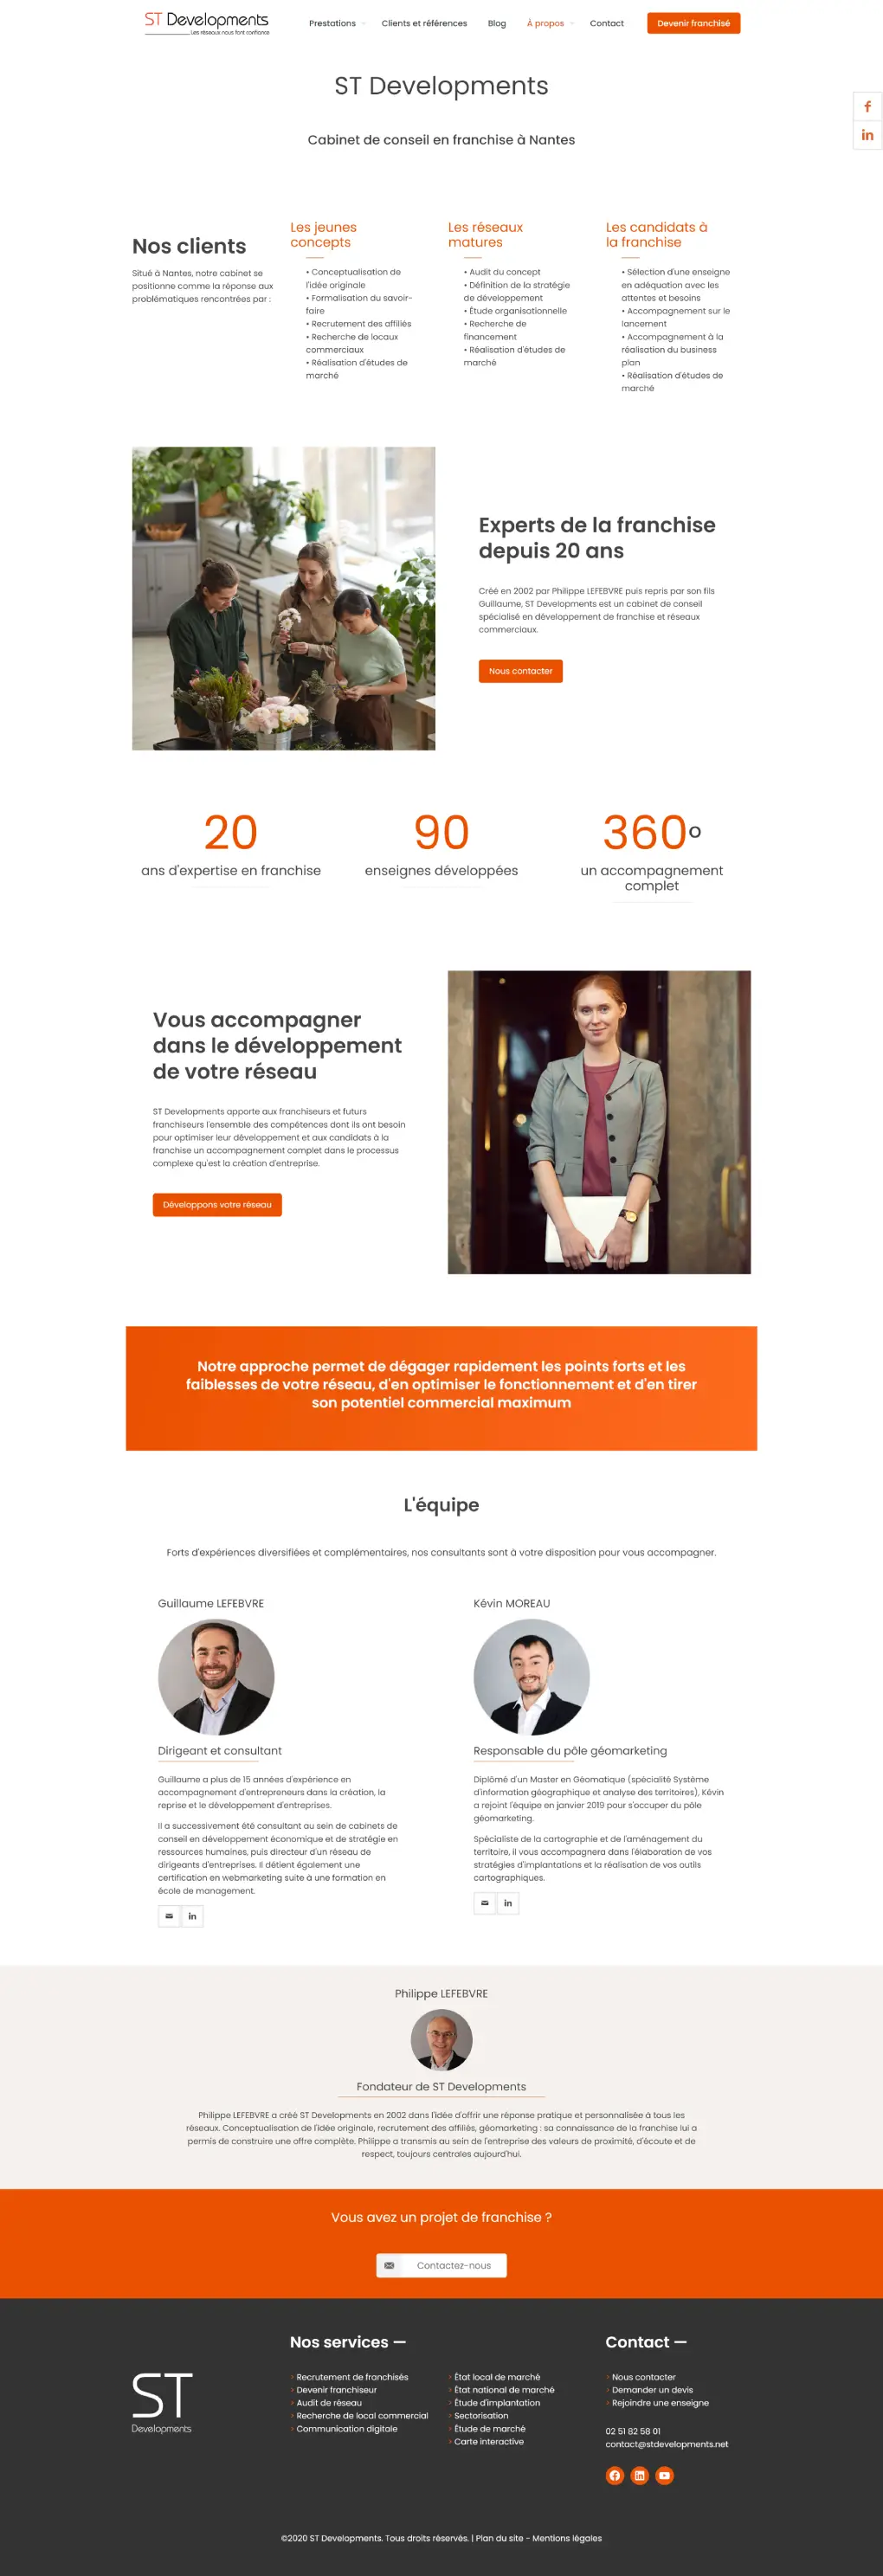 ST Developments
Les réseaux nous font confiance
Prestations
Clients et références
Blog
À propos
Contact
Devenir franchisé
ST Developments
Cabinet de conseil en franchise à Nantes
Nos clients
Situé à Nantes, notre cabinet se
positionne comme la réponse aux
problématiques rencontrées par :
Les jeunes
concepts
• Conceptualisation de
l'idée originale
• Formalisation du savoir-
faire
• Recrutement des affiliés
• Recherche de locaux
commerciaux
• Réalisation d'études de
marché
Les réseaux
matures
• Audit du concept
• Définition de la stratégie
de développement
• Étude organisationnelle
• Recherche de
financement
• Réalisation d'études de
marché
Les candidats à
la franchise
• Sélection d'une enseigne
en adéquation avec les
attentes et besoins
• Accompagnement sur le
lancement
• Accompagnement à la
réalisation du business
plan
• Réalisation d'études de
marché
Experts de la franchise
depuis 20 ans
Créé en 2002 par Philippe LEFEBVRE puis repris par son fils
Guillaume, ST Developments est un cabinet de conseil
spécialisé en développement de franchise et réseaux
commerciaux.
Nous contacter
20
ans d'expertise en franchise
90
enseignes développées
360°
un accompagnement
complet
Vous accompagner
dans le développement
de votre réseau
ST Developments apporte aux franchiseurs et futurs
franchiseurs l'ensemble des compétences dont ils ont besoin
pour optimiser leur développement et aux candidats à la
franchise un accompagnement complet dans le processus
complexe qu'est la création d'entreprise.
Développons votre réseau
Notre approche permet de dégager rapidement les points forts et les
faiblesses de votre réseau, d'en optimiser le fonctionnement et d'en tirer
son potentiel commercial maximum
L'équipe
Forts d'expériences diversifiées et complémentaires, nos consultants sont à votre disposition pour vous accompagner.
Guillaume LEFEBVRE
Dirigeant et consultant
Guillaume a plus de 15 années d'expérience en
accompagnement d'entrepreneurs dans la création, la
reprise et le développement d'entreprises.
Il a successivement été consultant au sein de cabinets de
conseil en développement économique et de stratégie en
ressources humaines, puis directeur d'un réseau de
dirigeants d'entreprises. Il détient également une
certification en webmarketing suite à une formation en
école de management.
Kévin MOREAU
Responsable du pôle géomarketing
Diplômé d'un Master en Géomatique (spécialité Système
d'information géographique et analyse des territoires), Kévin
a rejoint l'équipe en janvier 2019 pour s'occuper du pôle
géomarketing.
Spécialiste de la cartographie et de l'aménagement du
territoire, il vous accompagnera dans l'élaboration de vos
stratégies d'implantations et la réalisation de vos outils
cartographiques.
Philippe LEFEBVRE
Fondateur de ST Developments
Philippe LEFEBVRE a créé ST Developments en 2002 dans l'idée d'offrir une réponse pratique et personnalisée à tous les
réseaux. Conceptualisation de l'idée originale, recrutement des affiliés, géomarketing : sa connaissance de la franchise lui a
permis de construire une offre complète. Philippe a transmis au sein de l'entreprise des valeurs de proximité, d'écoute et de
respect, toujours centrales aujourd'hui.
Vous avez un projet de franchise ?
Contactez-nous
ST
Developments
Nos services —
› Recrutement de franchisés
› Devenir franchiseur
› Audit de réseau
› Recherche de local commercial
› Communication digitale
› État local de marché
› État national de marché
› Étude d'implantation
› Sectorisation
› Étude de marché
› Carte interactive
Contact —
› Nous contacter
› Demander un devis
› Rejoindre une enseigne
02 51 82 58 01
contact@stdevelopments.net
©2020 ST Developments. Tous droits réservés. | Plan du site - Mentions légales